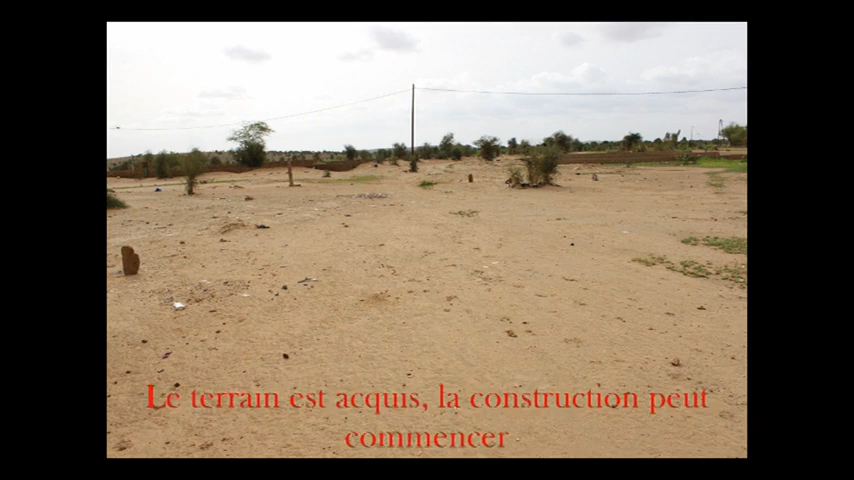 Le terrain est acquis, la construction peut
commencer